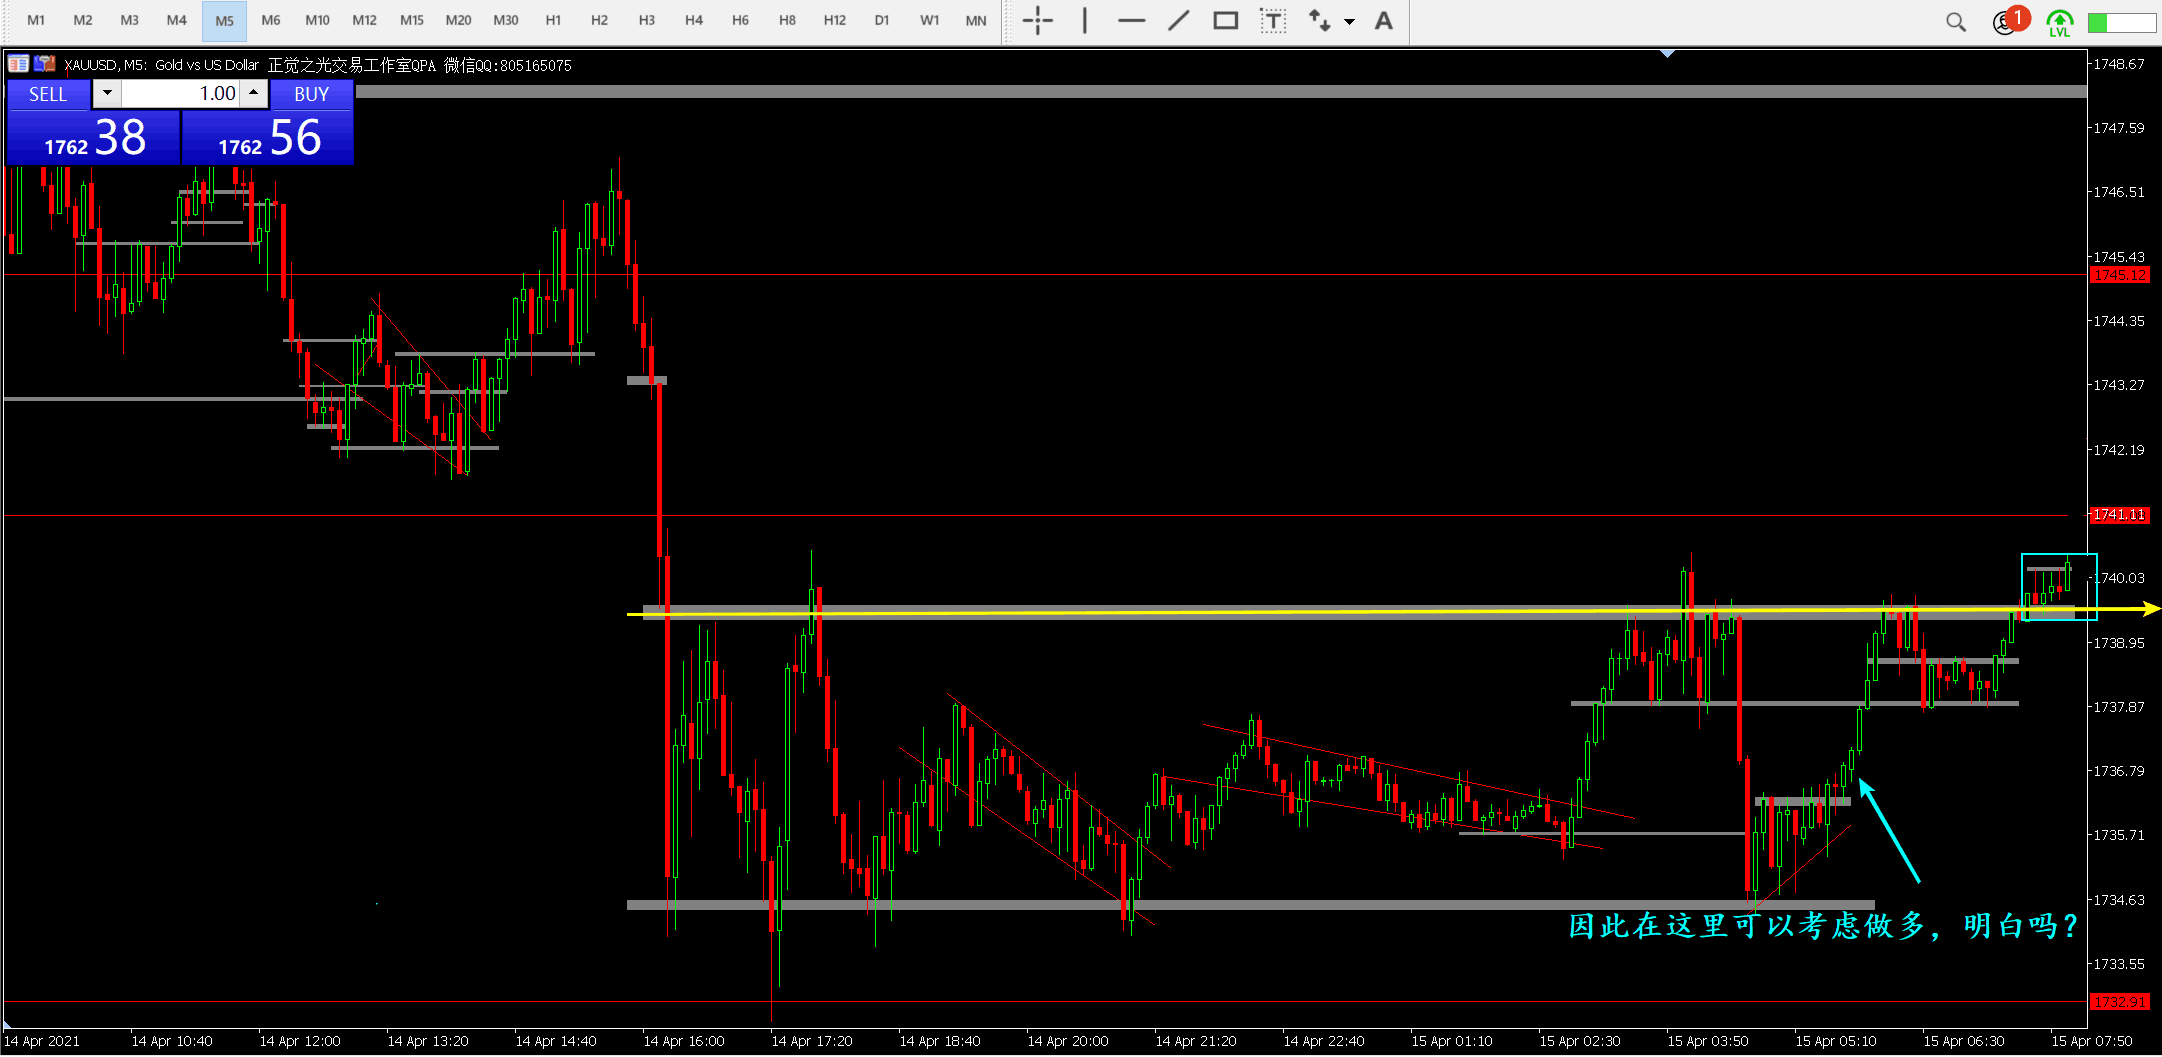 M1 M2 M3 M4 M5 M6 M10 M12 M15 M20 M30 H1 H2 H3 H4 H6 H8 H12 D1 W1 MN T A 1 LVL
XAUUSD, M5: Gold vs US Dollar 正觉之光交易工作室QPA 微信QQ:805165075
SELL 1.00 BUY
1762 38 1762 56
1748.67
1747.59
1746.51
1745.43
1745.12
1744.35
1743.27
1742.19
1741.11
1740.03
1738.95
1737.87
1736.79
1735.71
1734.63
因此在这里可以考虑做多，明白吗？
1733.55
1732.91
14 Apr 2021 14 Apr 10:40 14 Apr 12:00 14 Apr 13:20 14 Apr 14:40 14 Apr 16:00 14 Apr 17:20 14 Apr 18:40 14 Apr 20:00 14 Apr 21:20 14 Apr 22:40 15 Apr 01:10 15 Apr 02:30 15 Apr 03:50 15 Apr 05:10 15 Apr 06:30 15 Apr 07:50